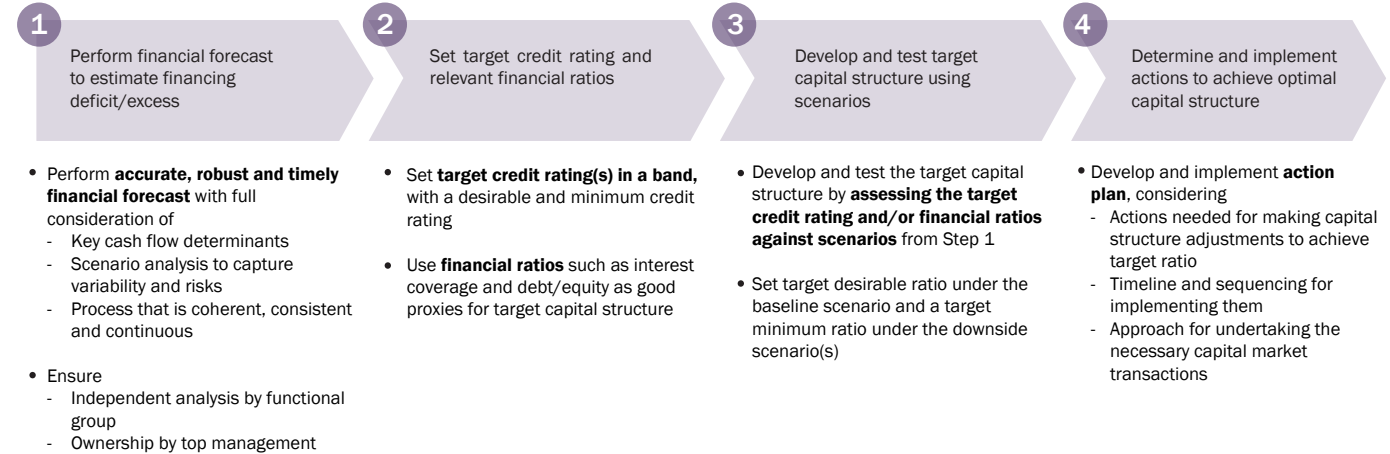 1
Perform financial forecast
to estimate financing
deficit/excess
2
Set target credit rating and
relevant financial ratios
3
Develop and test target
capital structure using
scenarios
4
Determine and implement
actions to achieve optimal
capital structure
• Perform accurate, robust and timely
financial forecast with full
consideration of
- Key cash flow determinants
- Scenario analysis to capture
variability and risks
- Process that is coherent, consistent
and continuous
• Ensure
- Independent analysis by functional
group
- Ownership by top management
• Set target credit rating(s) in a band,
with a desirable and minimum credit
rating
• Use financial ratios such as interest
coverage and debt/equity as good
proxies for target capital structure
• Develop and test the target capital
structure by assessing the target
credit rating and/or financial ratios
against scenarios from Step 1
• Set target desirable ratio under the
baseline scenario and a target
minimum ratio under the downside
scenario(s)
• Develop and implement action
plan, considering
- Actions needed for making capital
structure adjustments to achieve
target ratio
- Timeline and sequencing for
implementing them
- Approach for undertaking the
necessary capital market
transactions